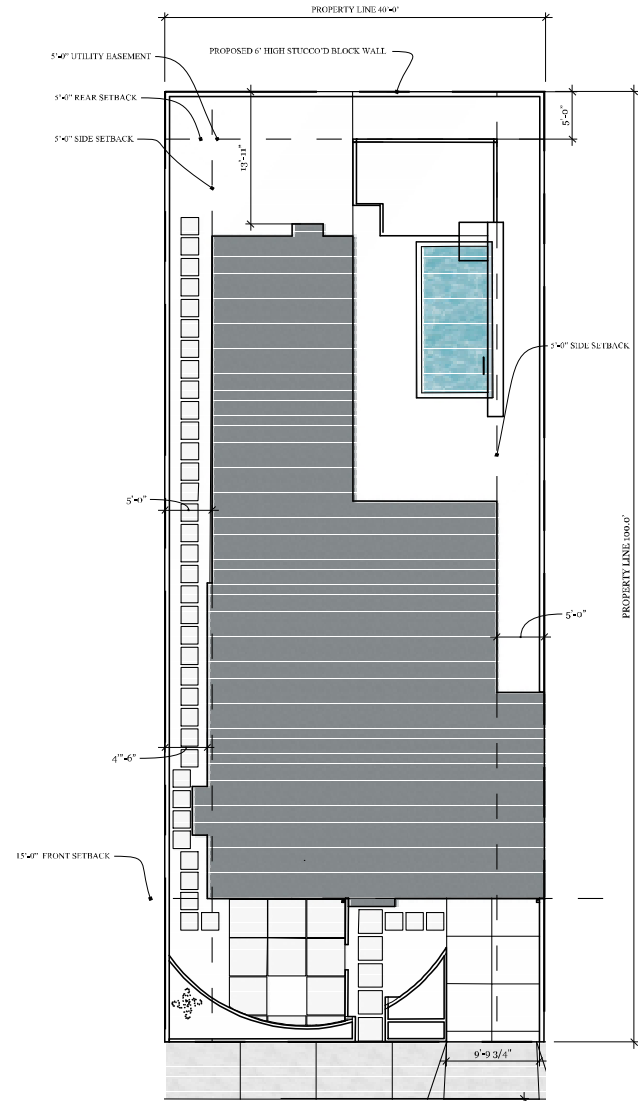 PROPERTY LINE 40'-0"
PROPOSED 6' HIGH STUCCO'D BLOCK WALL
5'-0" UTILITY EASEMENT
5'-0" REAR SETBACK
5'-0"
5'-0" SIDE SETBACK
13'-11"
5'-0" SIDE SETBACK
5'-0"
PROPERTY LINE 100.0'
5'-0"
4'"-6"
15'-0" FRONT SETBACK
9'-9 3/4"